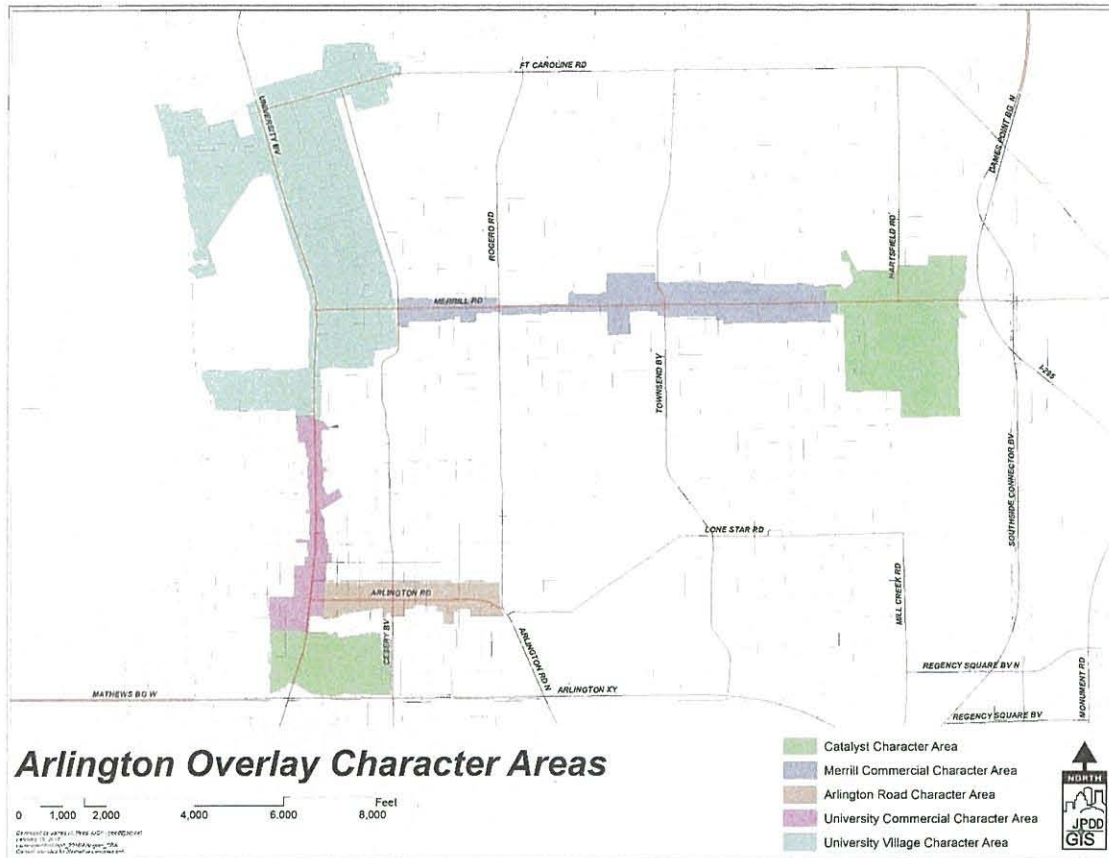 FT CAROLINE RD
UNIVERSITY BV
DAMES POINT BG N
ROGERO RD
HARTSFIELD RD
MERRILL RD
TOWNSEND BV
I-295
SOUTHSIDE CONNECTOR BV
LONE STAR RD
MILL CREEK RD
ARLINGTON RD
CESERY BV
ARLINGTON RD N
REGENCY SQUARE BV N
MONUMENT RD
MATHEWS BG W
ARLINGTON XY
REGENCY SQUARE BV
Arlington Overlay Character Areas
0 1,000 2,000 4,000 6,000 8,000 Feet
Catalyst Character Area
Merrill Commercial Character Area
Arlington Road Character Area
University Commercial Character Area
University Village Character Area
NORTH
JPDD
GIS